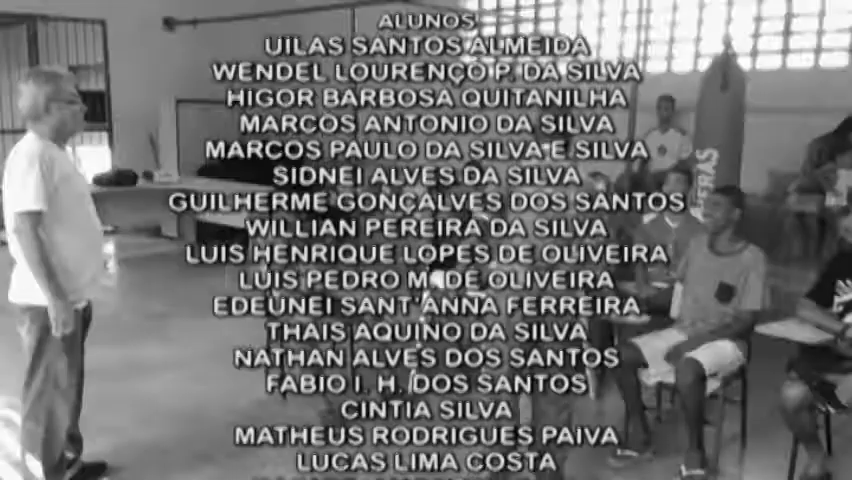 ALUNOS
UILAS SANTOS ALMEIDA
WENDEL LOURENÇO P. DA SILVA
HIGOR BARBOSA QUITANILHA
MARCOS ANTONIO DA SILVA
MARCOS PAULO DA SILVA E SILVA
SIDNEI ALVES DA SILVA
GUILHERME GONÇALVES DOS SANTOS
WILLIAN PEREIRA DA SILVA
LUIS HENRIQUE LOPES DE OLIVEIRA
LUIS PEDRO M. DE OLIVEIRA
EDEUNEI SANT'ANNA FERREIRA
THAIS AQUINO DA SILVA
NATHAN ALVES DOS SANTOS
FABIO I. H. DOS SANTOS
CINTIA SILVA
MATHEUS RODRIGUES PAIVA
LUCAS LIMA COSTA